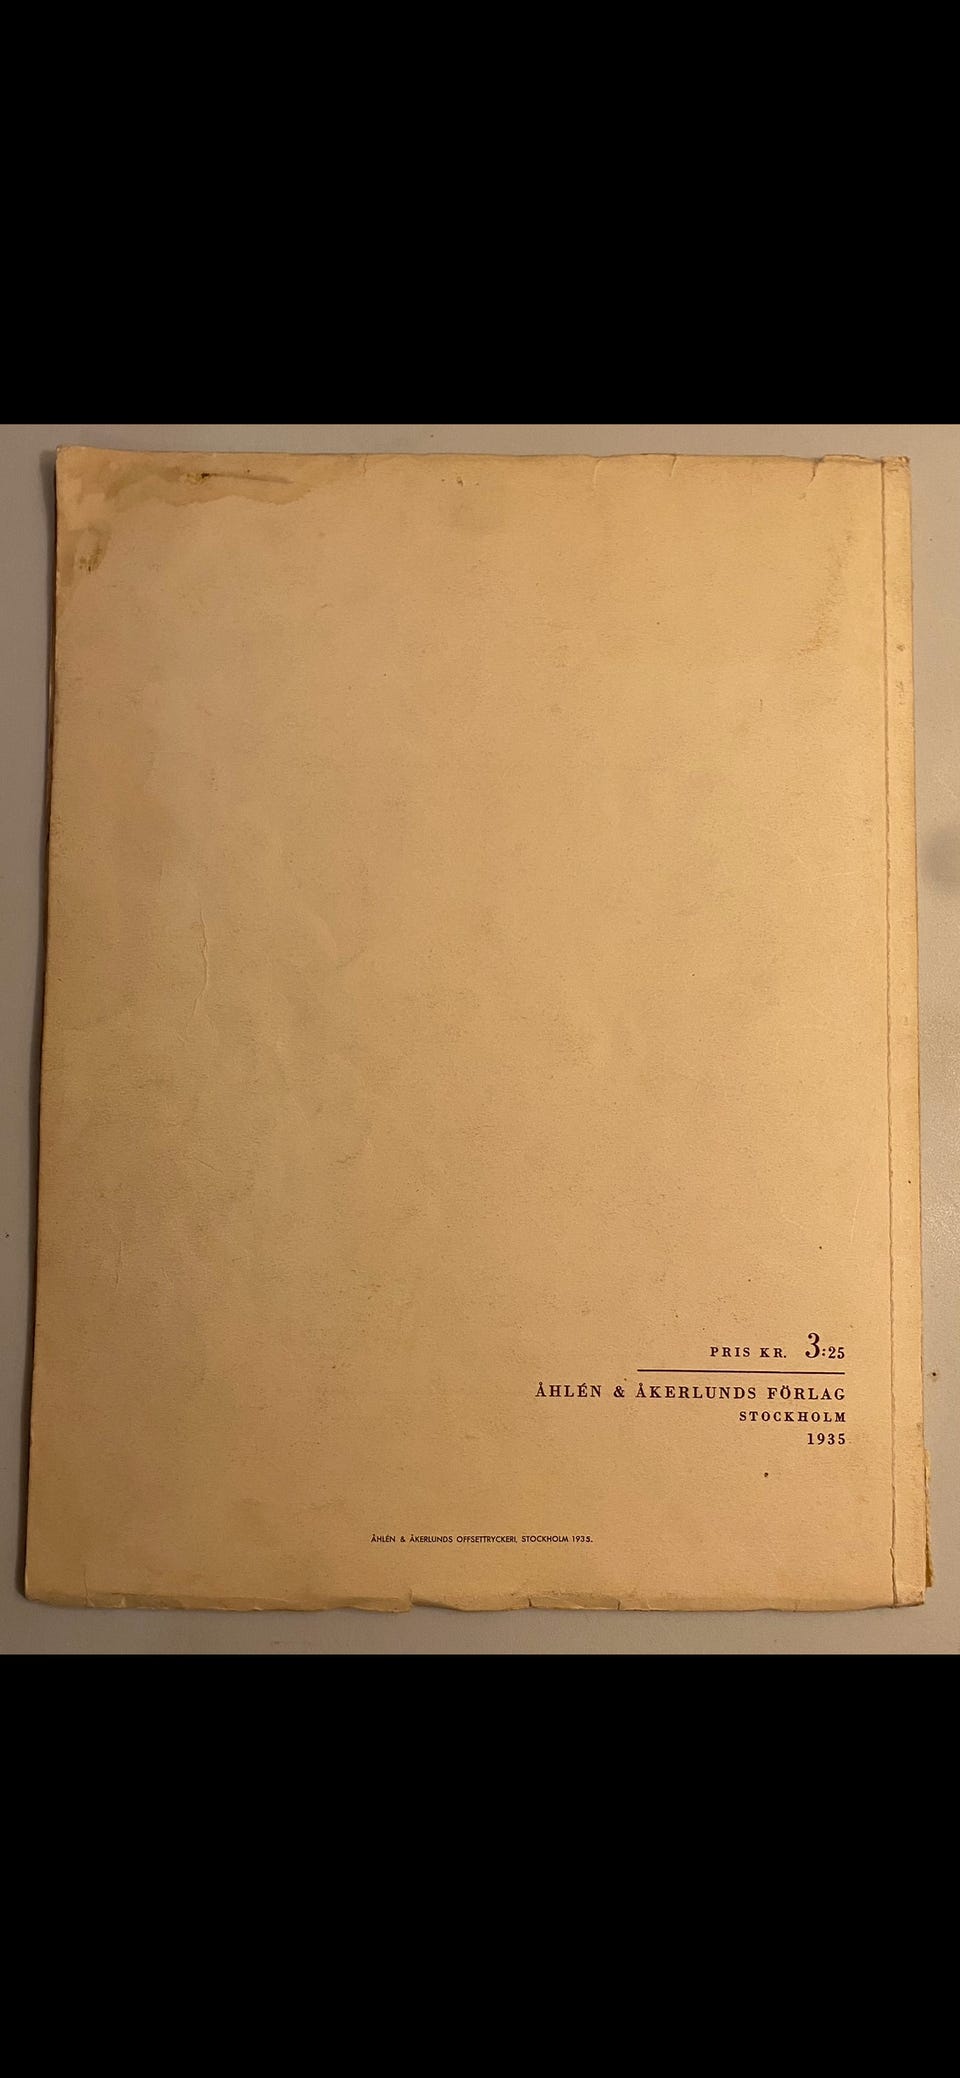 PRIS KR. 3:25
ÅHLÉN & ÅKERLUNDS FÖRLAG
STOCKHOLM
1935
ÅHLÉN & ÅKERLUNDS OFFSETTRYCKERI, STOCKHOLM 1935.